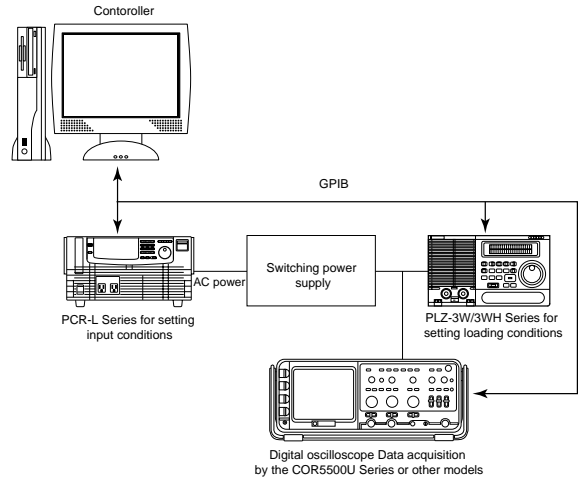 Contoroller
GPIB
AC power
Switching power
supply
PCR-L Series for setting
input conditions
PLZ-3W/3WH Series for
setting loading conditions
Digital oscilloscope Data acquisition
by the COR5500U Series or other models